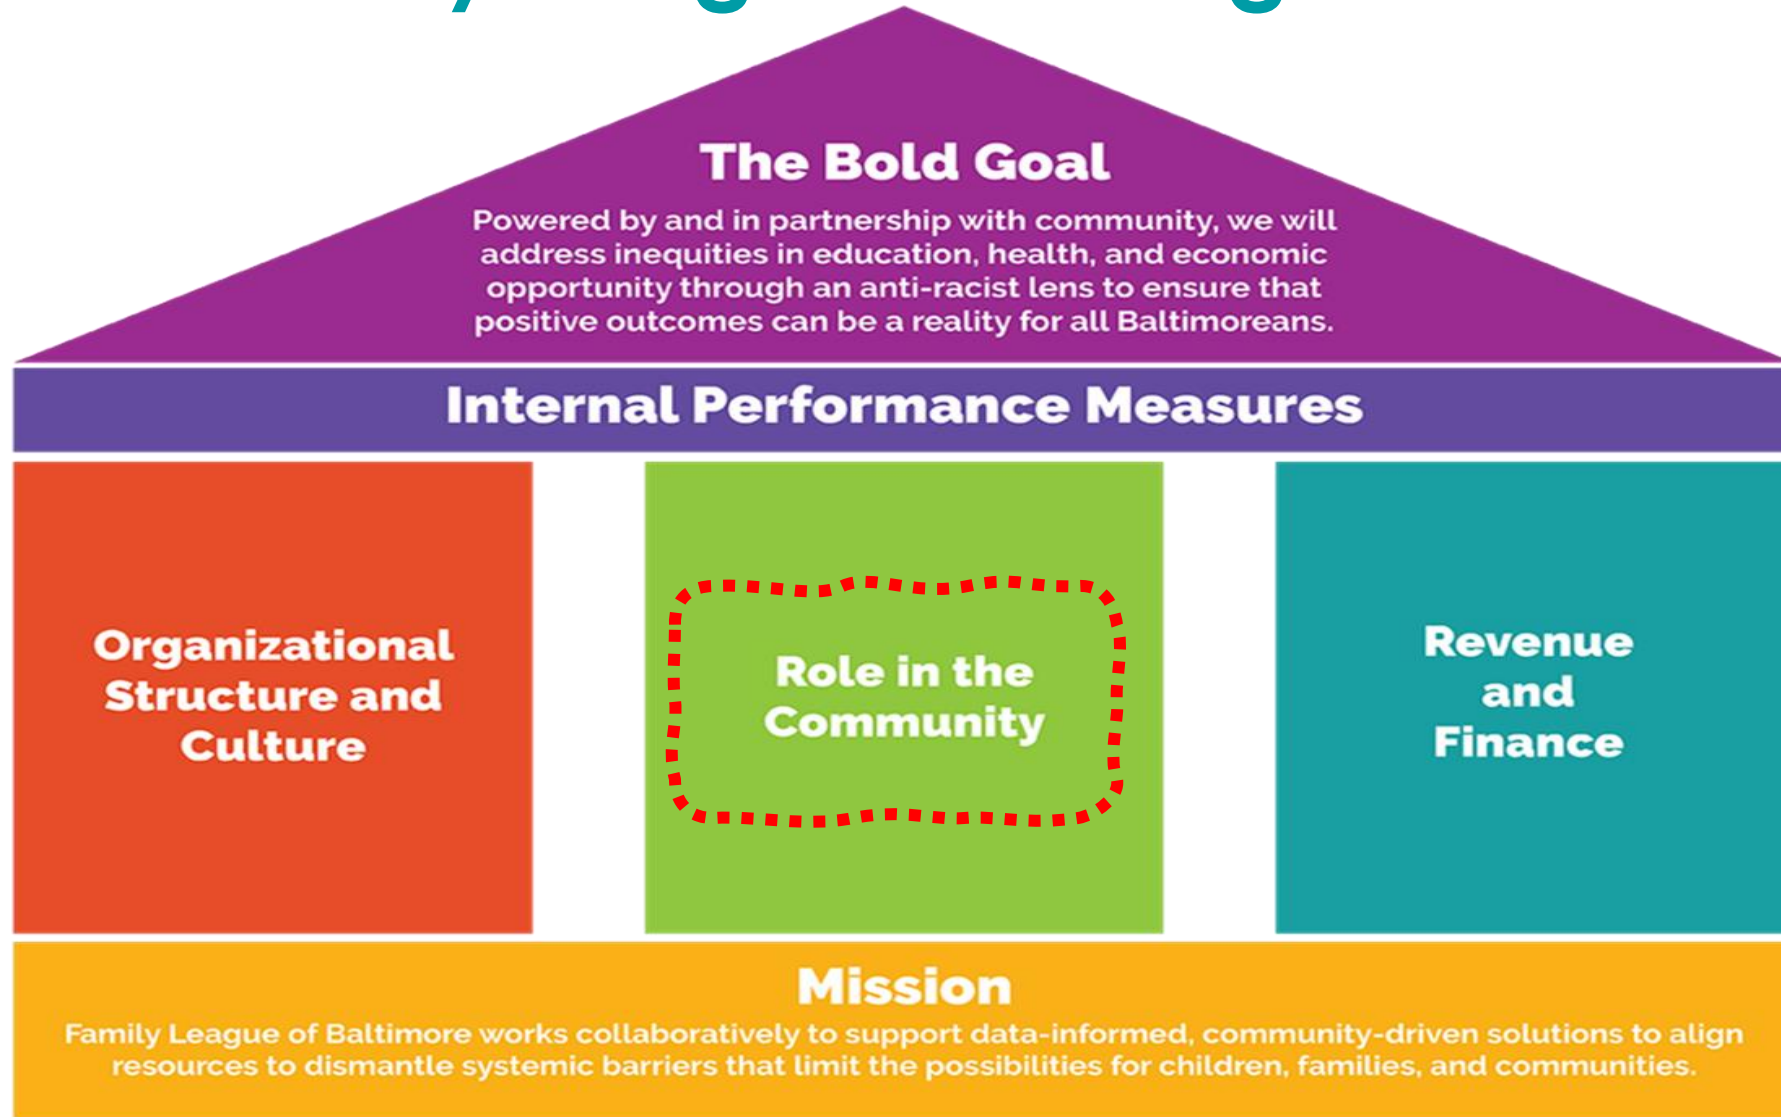 The Bold Goal
Powered by and in partnership with community, we will
address inequities in education, health, and economic
opportunity through an anti-racist lens to ensure that
positive outcomes can be a reality for all Baltimoreans.
Internal Performance Measures
Organizational
Structure and
Culture
Role in the
Community
Revenue
and
Finance
Mission
Family League of Baltimore works collaboratively to support data-informed, community-driven solutions to align
resources to dismantle systemic barriers that limit the possibilities for children, families, and communities.